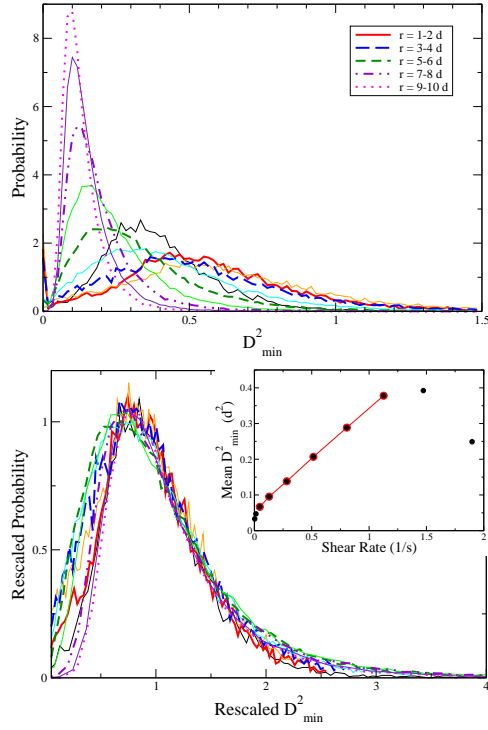 8
6
4
2
0
Probability
r = 1-2 d
r = 3-4 d
r = 5-6 d
r = 7-8 d
r = 9-10 d
0 0.5 1 1.5
D²min
1
0.5
0
Rescaled Probability
0.4
0.3
0.2
0.1
0
Mean D²min (d²)
0 0.5 1 1.5 2
Shear Rate (1/s)
1 2 3 4
Rescaled D²min